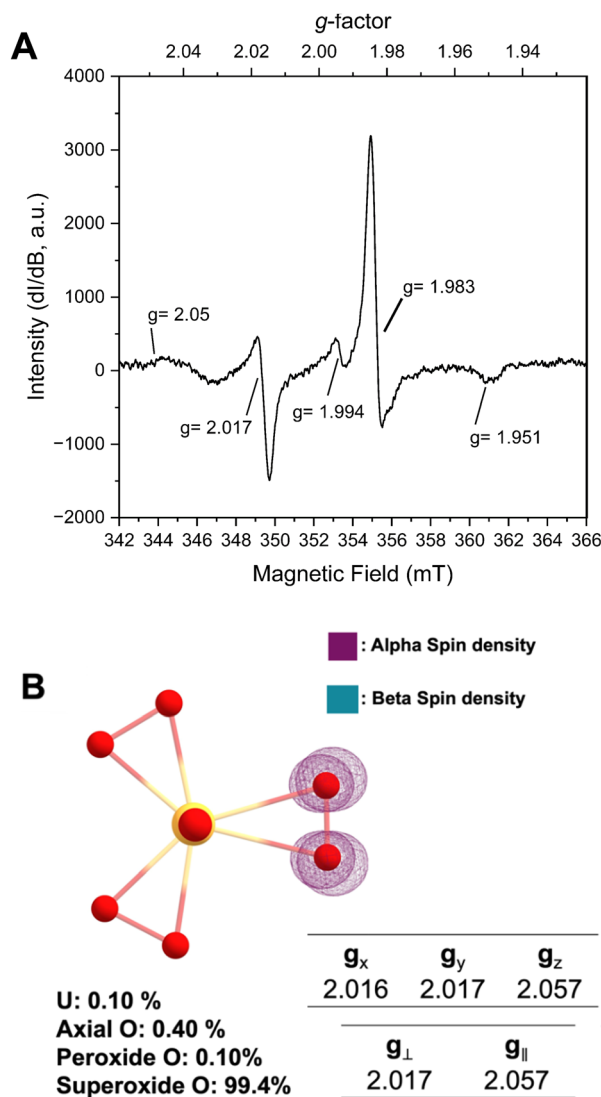 g-factor
A
2.04 2.02 2.00 1.98 1.96 1.94
4000
3000
2000
1000
0
−1000
−2000
Intensity (dI/dB, a.u.)
g= 2.05
g= 2.017
g= 1.994
g= 1.983
g= 1.951
342 344 346 348 350 352 354 356 358 360 362 364 366
Magnetic Field (mT)
B
: Alpha Spin density
: Beta Spin density
U: 0.10 %
Axial O: 0.40 %
Peroxide O: 0.10%
Superoxide O: 99.4%
gx gy gz
2.016 2.017 2.057
g⊥ g∥
2.017 2.057